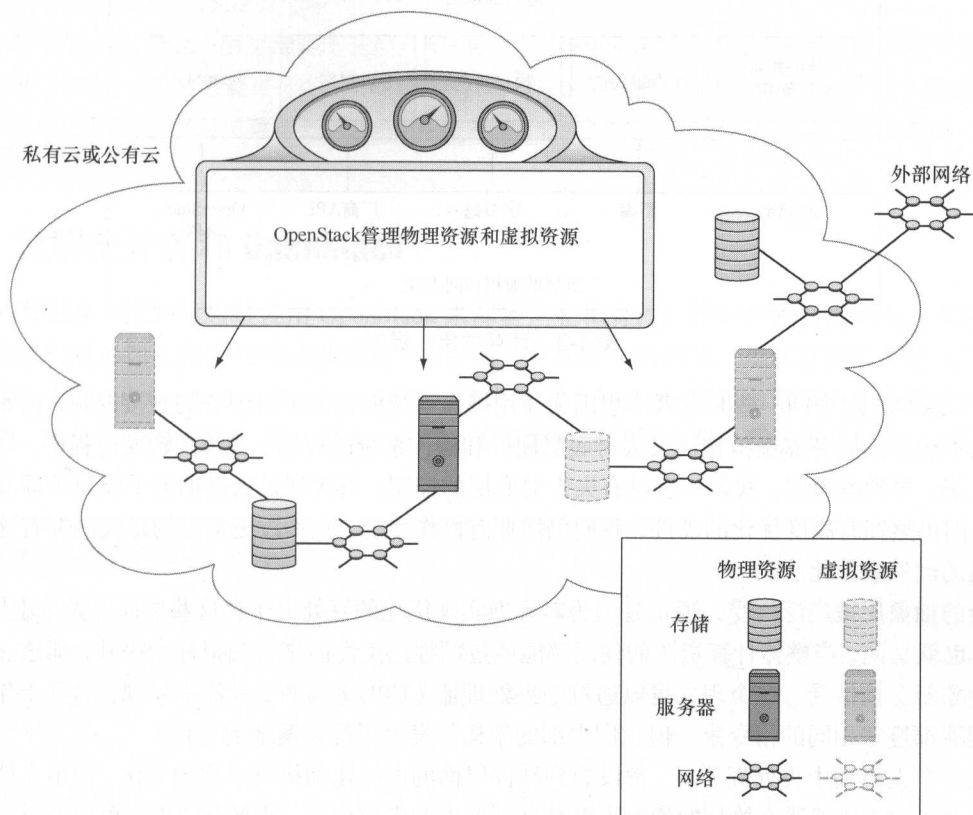 私有云或公有云
外部网络
OpenStack管理物理资源和虚拟资源
物理资源 虚拟资源
存储
服务器
网络